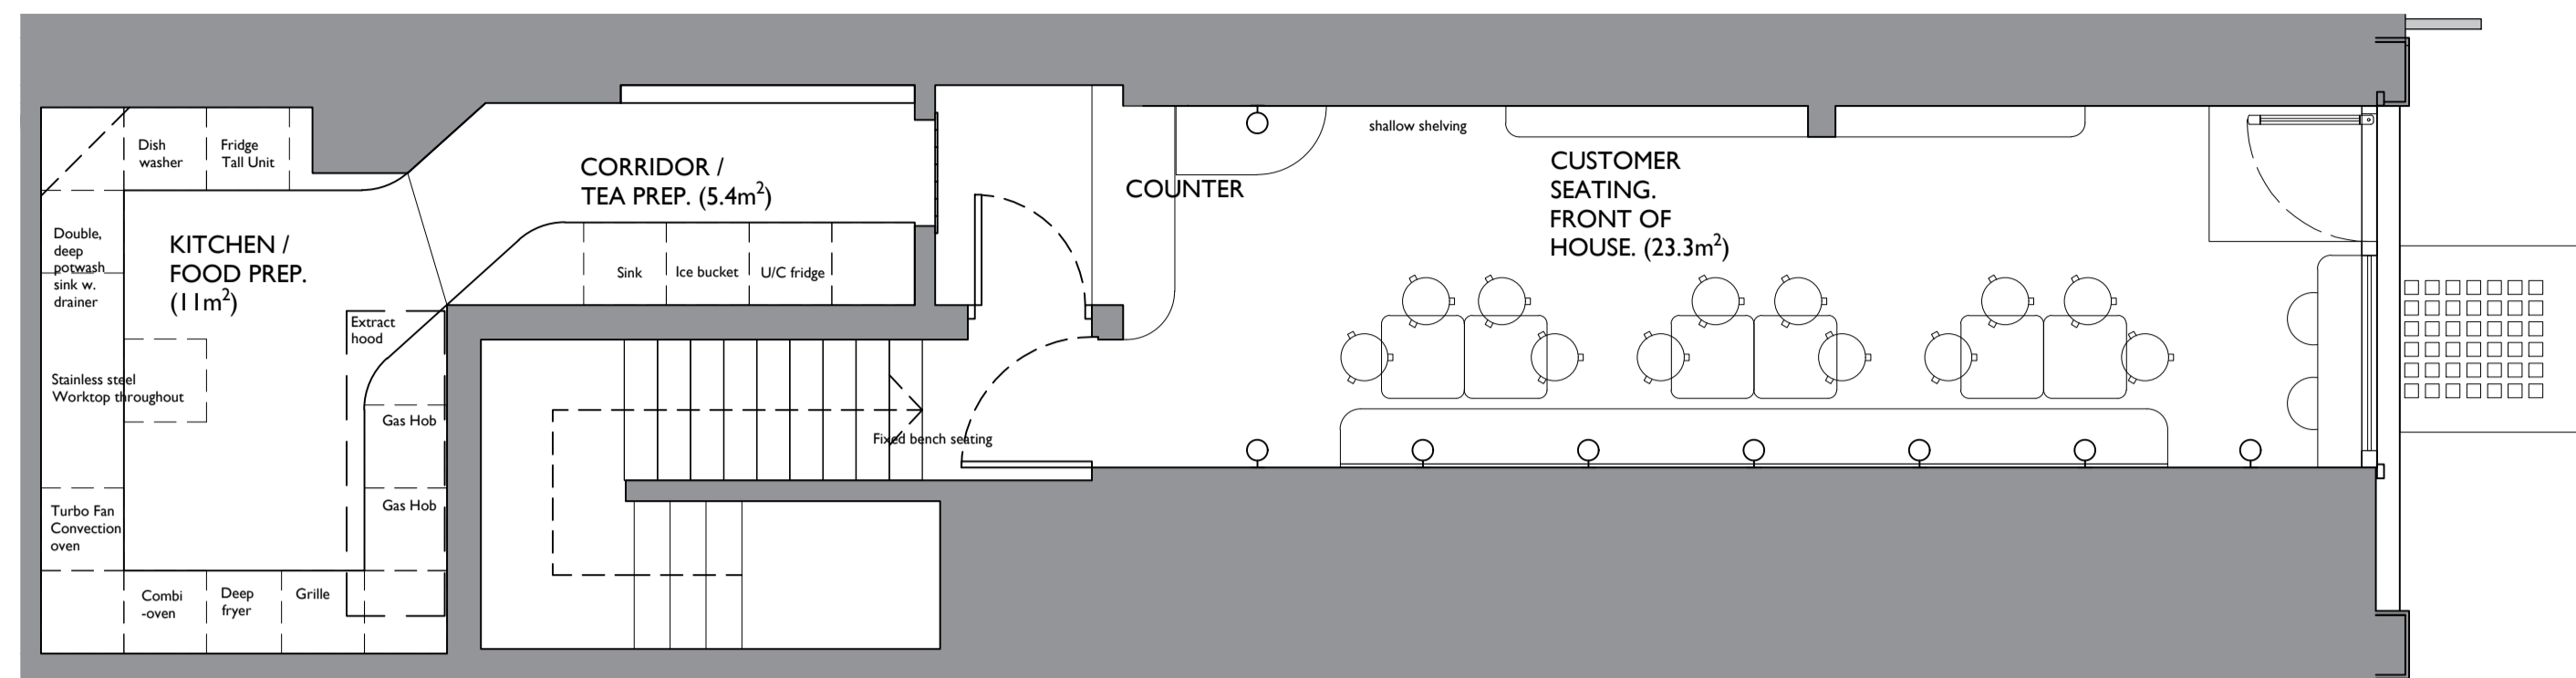 Dish
washer
Fridge
Tall Unit
Double,
deep
potwash
sink w.
drainer
KITCHEN /
FOOD PREP.
(11m²)
Extract
hood
Stainless steel
Worktop throughout
Gas Hob
Gas Hob
Turbo Fan
Convection
oven
Combi
-oven
Deep
fryer
Grille
CORRIDOR /
TEA PREP. (5.4m²)
Sink
Ice bucket
U/C fridge
Fixed bench seating
COUNTER
shallow shelving
CUSTOMER
SEATING.
FRONT OF
HOUSE. (23.3m²)